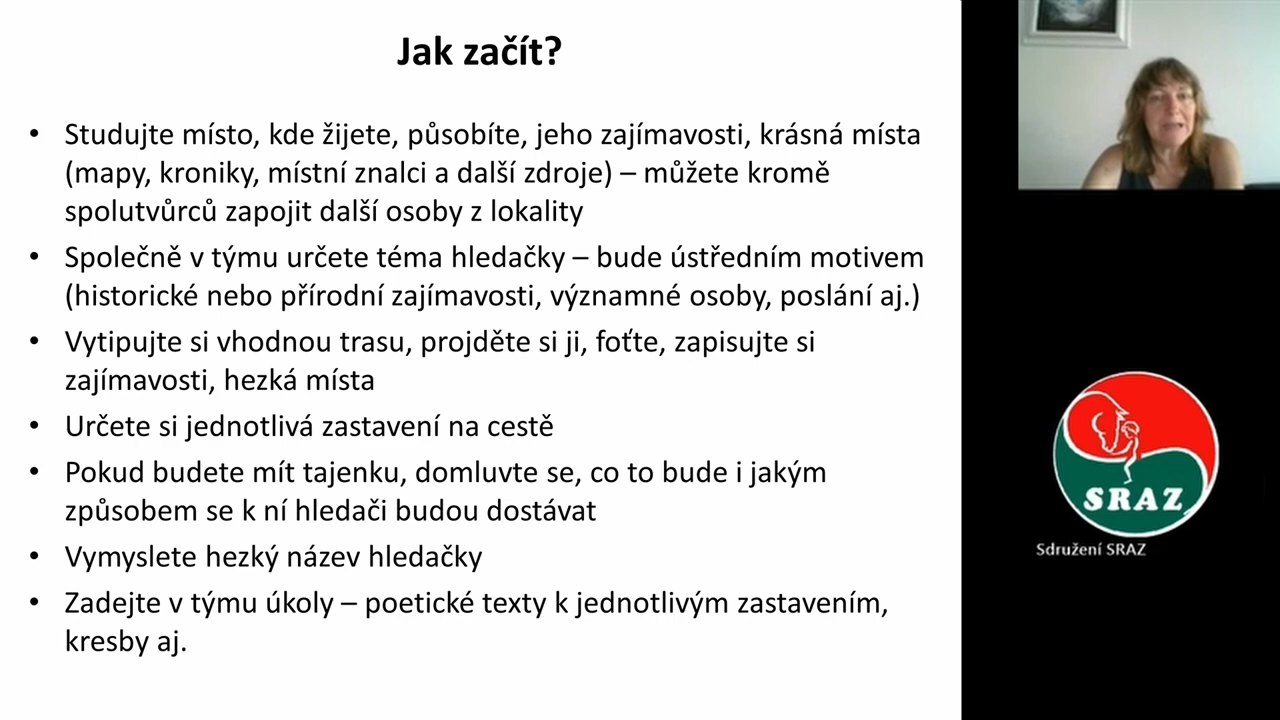 Jak začít?
• Studujte místo, kde žijete, působíte, jeho zajímavosti, krásná místa
(mapy, kroniky, místní znalci a další zdroje) – můžete kromě
spolutvůrců zapojit další osoby z lokality
• Společně v týmu určete téma hledačky – bude ústředním motivem
(historické nebo přírodní zajímavosti, významné osoby, poslání aj.)
• Vytipujte si vhodnou trasu, projděte si ji, foťte, zapisujte si
zajímavosti, hezká místa
• Určete si jednotlivá zastavení na cestě
• Pokud budete mít tajenku, domluvte se, co to bude i jakým
způsobem se k ní hledači budou dostávat
• Vymyslete hezký název hledačky
• Zadejte v týmu úkoly – poetické texty k jednotlivým zastavením,
kresby aj.
SRAZ
Sdružení SRAZ